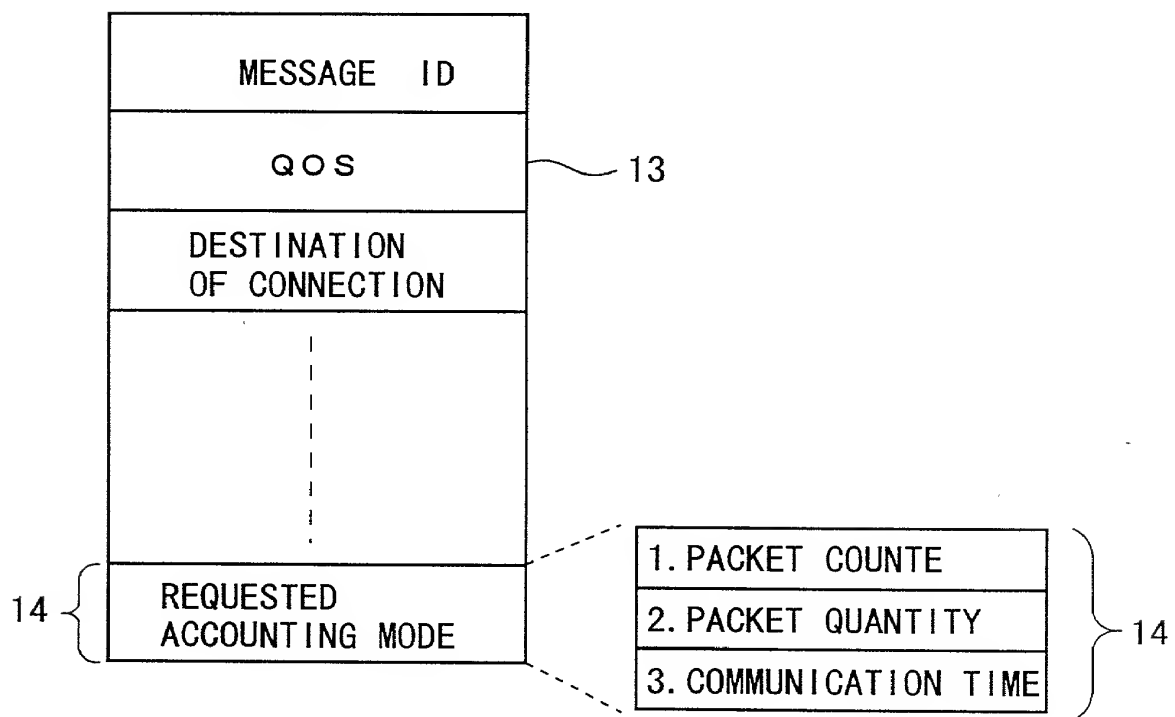 MESSAGE ID
QOS
13
DESTINATION
OF CONNECTION
14
REQUESTED
ACCOUNTING MODE
1. PACKET COUNTE
2. PACKET QUANTITY
3. COMMUNICATION TIME
14